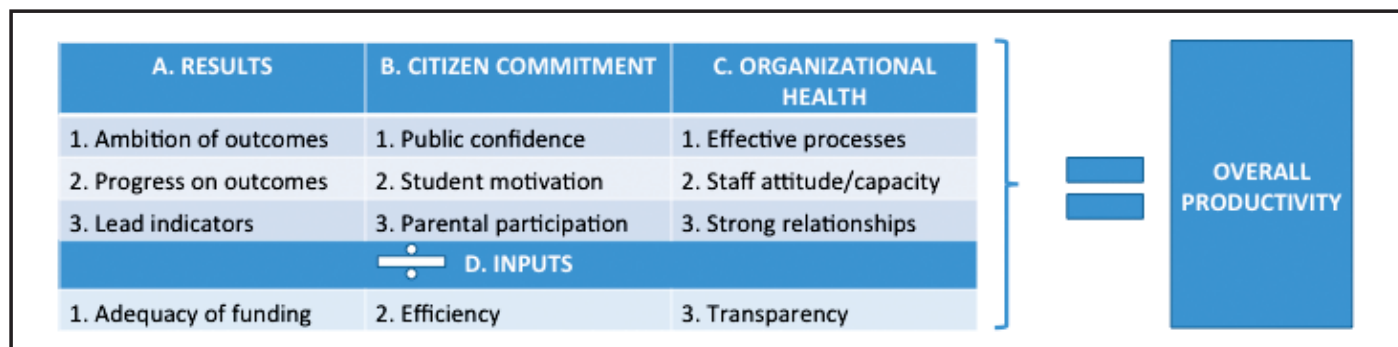 A. RESULTS
B. CITIZEN COMMITMENT
C. ORGANIZATIONAL
HEALTH
1. Ambition of outcomes
1. Public confidence
1. Effective processes
2. Progress on outcomes
2. Student motivation
2. Staff attitude/capacity
3. Lead indicators
3. Parental participation
3. Strong relationships
÷ D. INPUTS
1. Adequacy of funding
2. Efficiency
3. Transparency
=
OVERALL
PRODUCTIVITY